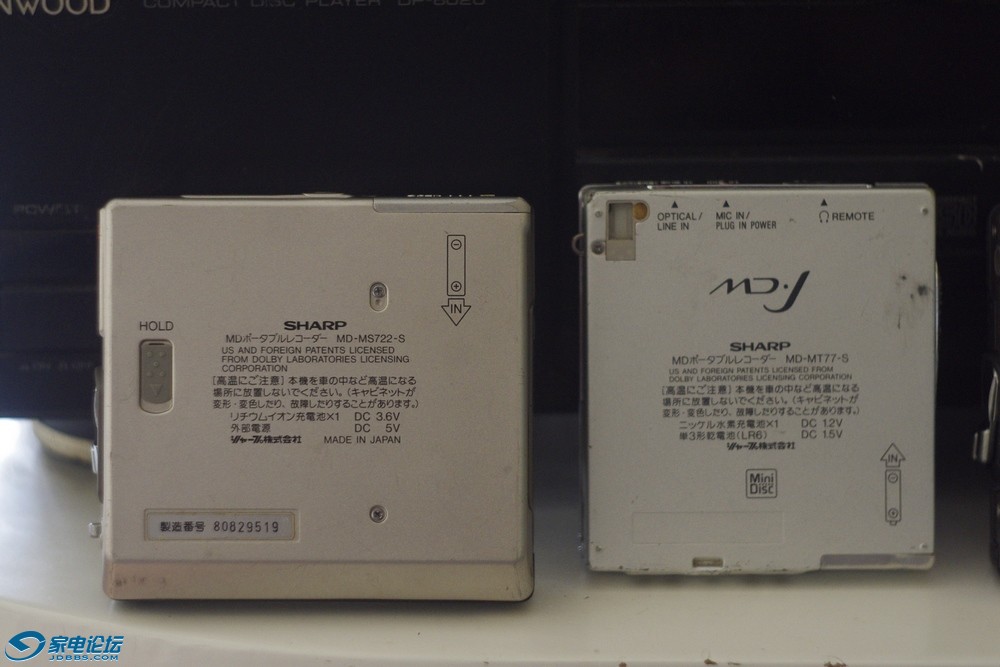 NWOOD
COMPACT DISC PLAYER DP-8020
POWER
HOLD
IN
SHARP
MDポータブルレコーダー MD-MS722-S
US AND FOREIGN PATENTS LICENSED
FROM DOLBY LABORATORIES LICENSING
CORPORATION
[高温にご注意]本機を車の中など高温になる
場所に放置しないでください。(キャビネットが
変形・変色したり、故障したりすることがあります。)
リチウムイオン充電池×1 DC 3.6V
外部電源 DC 5V
シャープ株式会社 MADE IN JAPAN
製造番号 80829519
OPTICAL/
LINE IN
MIC IN/
PLUG IN POWER
REMOTE
MD・J
SHARP
MDポータブルレコーダー MD-MT77-S
US AND FOREIGN PATENTS LICENSED FROM
DOLBY LABORATORIES LICENSING CORPORATION
[高温にご注意]本機を車の中など高温になる
場所に放置しないでください。(キャビネットが
変形・変色したり、故障したりすることがあります。)
ニッケル水素充電池×1 DC 1.2V
単3形乾電池(LR6) DC 1.5V
シャープ株式会社
IN
Mini
Disc
家电论坛
JDBBS.COM